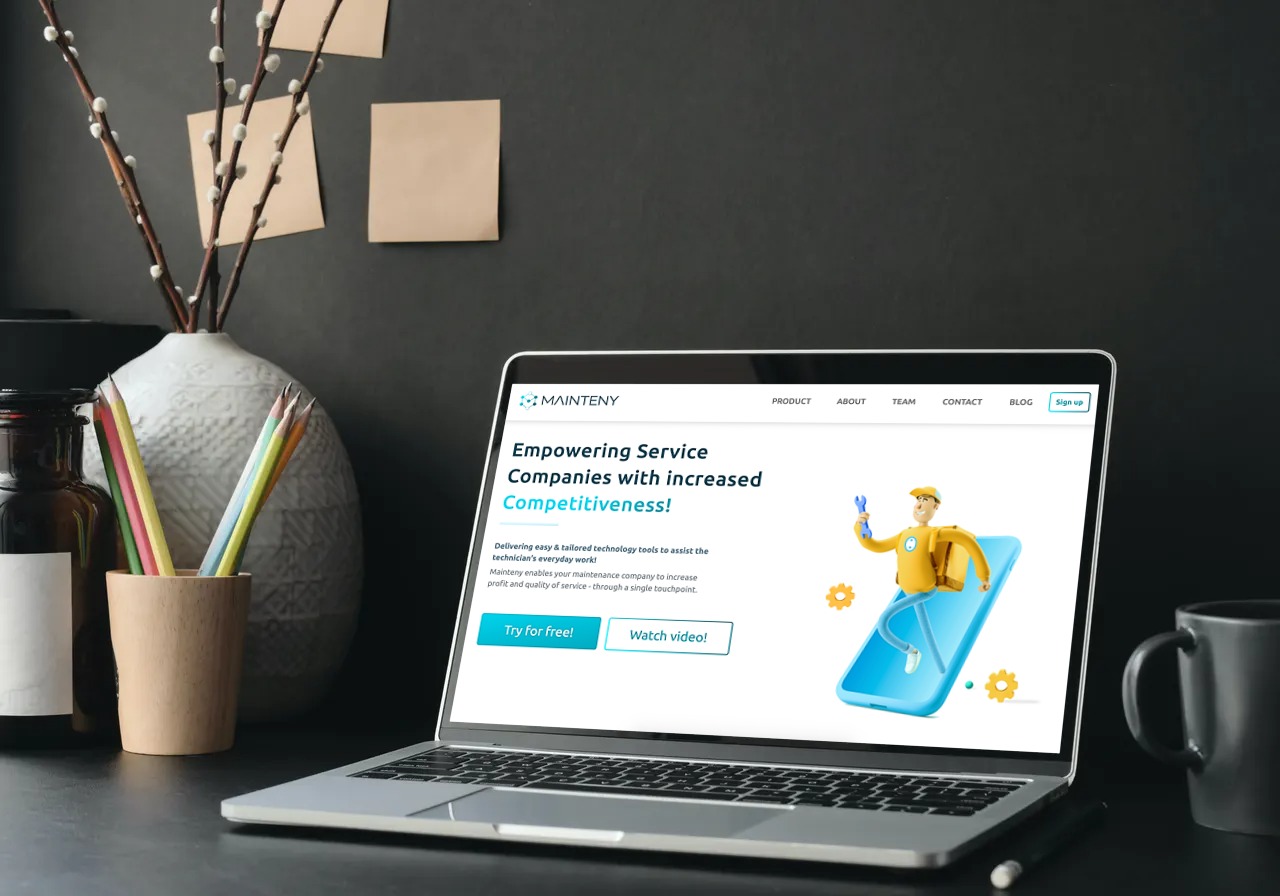 MAINTENY
PRODUCT
ABOUT
TEAM
CONTACT
BLOG
Sign up
Empowering Service
Companies with increased
Competitiveness!
Delivering easy & tailored technology tools to assist the
technician's everyday work!
Mainteny enables your maintenance company to increase
profit and quality of service - through a single touchpoint.
Try for free!
Watch video!